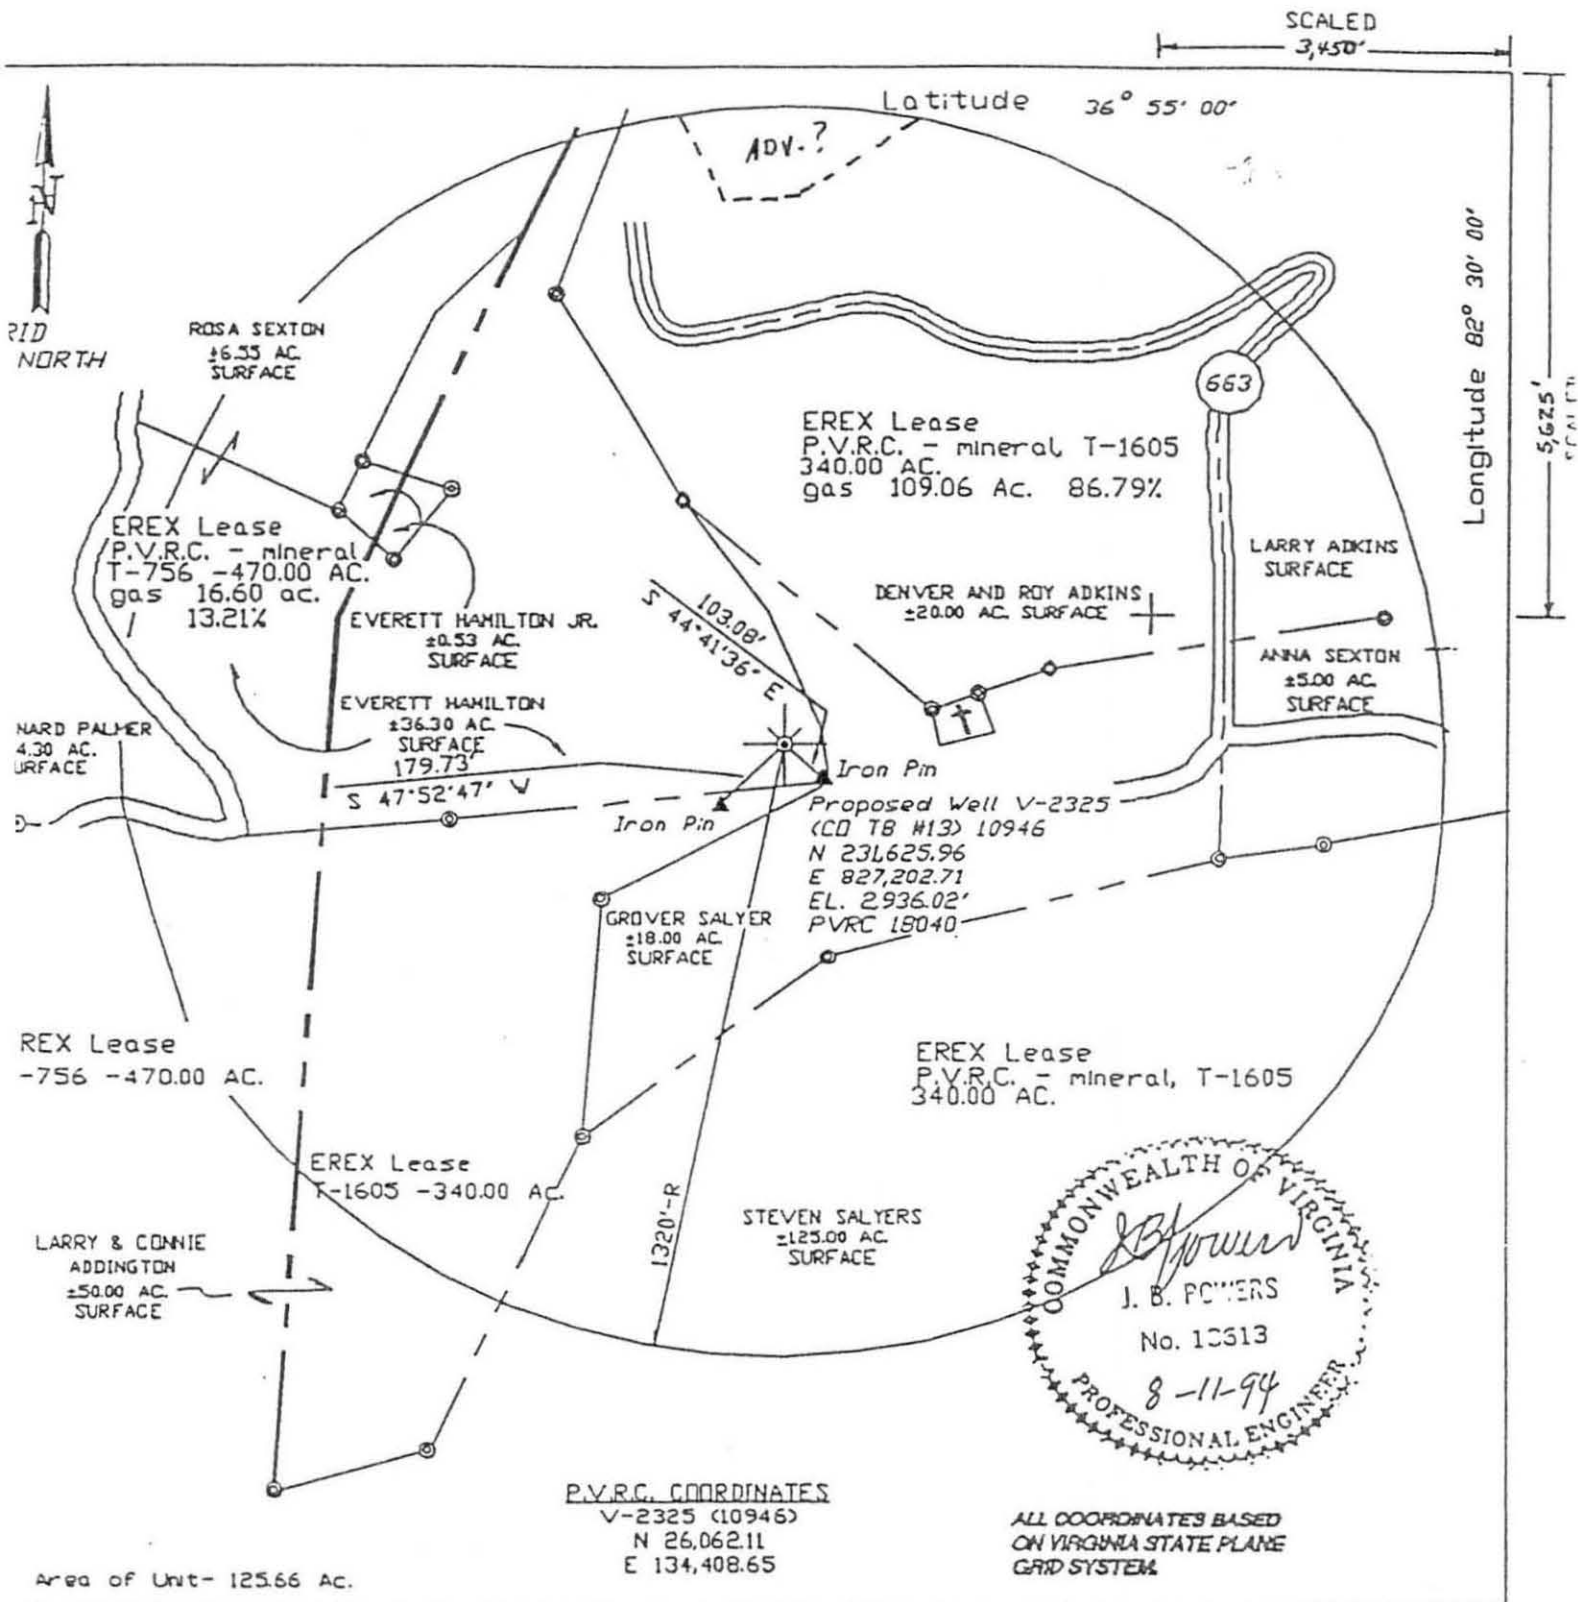 SCALED
3,450'
Latitude 36° 55' 00"
ADV.?
Longitude 82° 30' 00"
5,625'
NORTH
ROSA SEXTON
±6.55 AC.
SURFACE
663
EREX Lease
P.V.R.C. - mineral T-1605
340.00 AC.
gas 109.06 Ac. 86.79%
EREX Lease
P.V.R.C. - mineral
T-756 -470.00 AC.
gas 16.60 ac.
13.21%
LARRY ADKINS
SURFACE
DENVER AND ROY ADKINS
±20.00 AC. SURFACE
103.08'
S 44°41'36" E
EVERETT HAMILTON JR.
±0.53 AC.
SURFACE
ANNA SEXTON
±5.00 AC.
SURFACE
EVERETT HAMILTON
±36.30 AC.
SURFACE
179.73'
S 47°52'47" W
NARD PALMER
4.30 AC.
URFACE
Iron Pin
Iron Pin
Proposed Well V-2325
(CO TB #13) 10946
N 231,625.96
E 827,202.71
EL. 2936.02'
PVRC 18040
GROVER SALYER
±18.00 AC.
SURFACE
REX Lease
-756 -470.00 AC.
EREX Lease
P.V.R.C. - mineral, T-1605
340.00 AC.
EREX Lease
T-1605 -340.00 AC.
1320'-R
STEVEN SALYERS
±125.00 AC.
SURFACE
LARRY & CONNIE
ADDINGTON
±50.00 AC.
SURFACE
COMMONWEALTH OF VIRGINIA
J. B. POWERS
8-11-94
PROFESSIONAL ENGINEER
P.V.R.C. COORDINATES
V-2325 (10946)
N 26,062.11
E 134,408.65
ALL COORDINATES BASED
ON VIRGINIA STATE PLANE
GRID SYSTEM.
Area of Unit- 125.66 Ac.